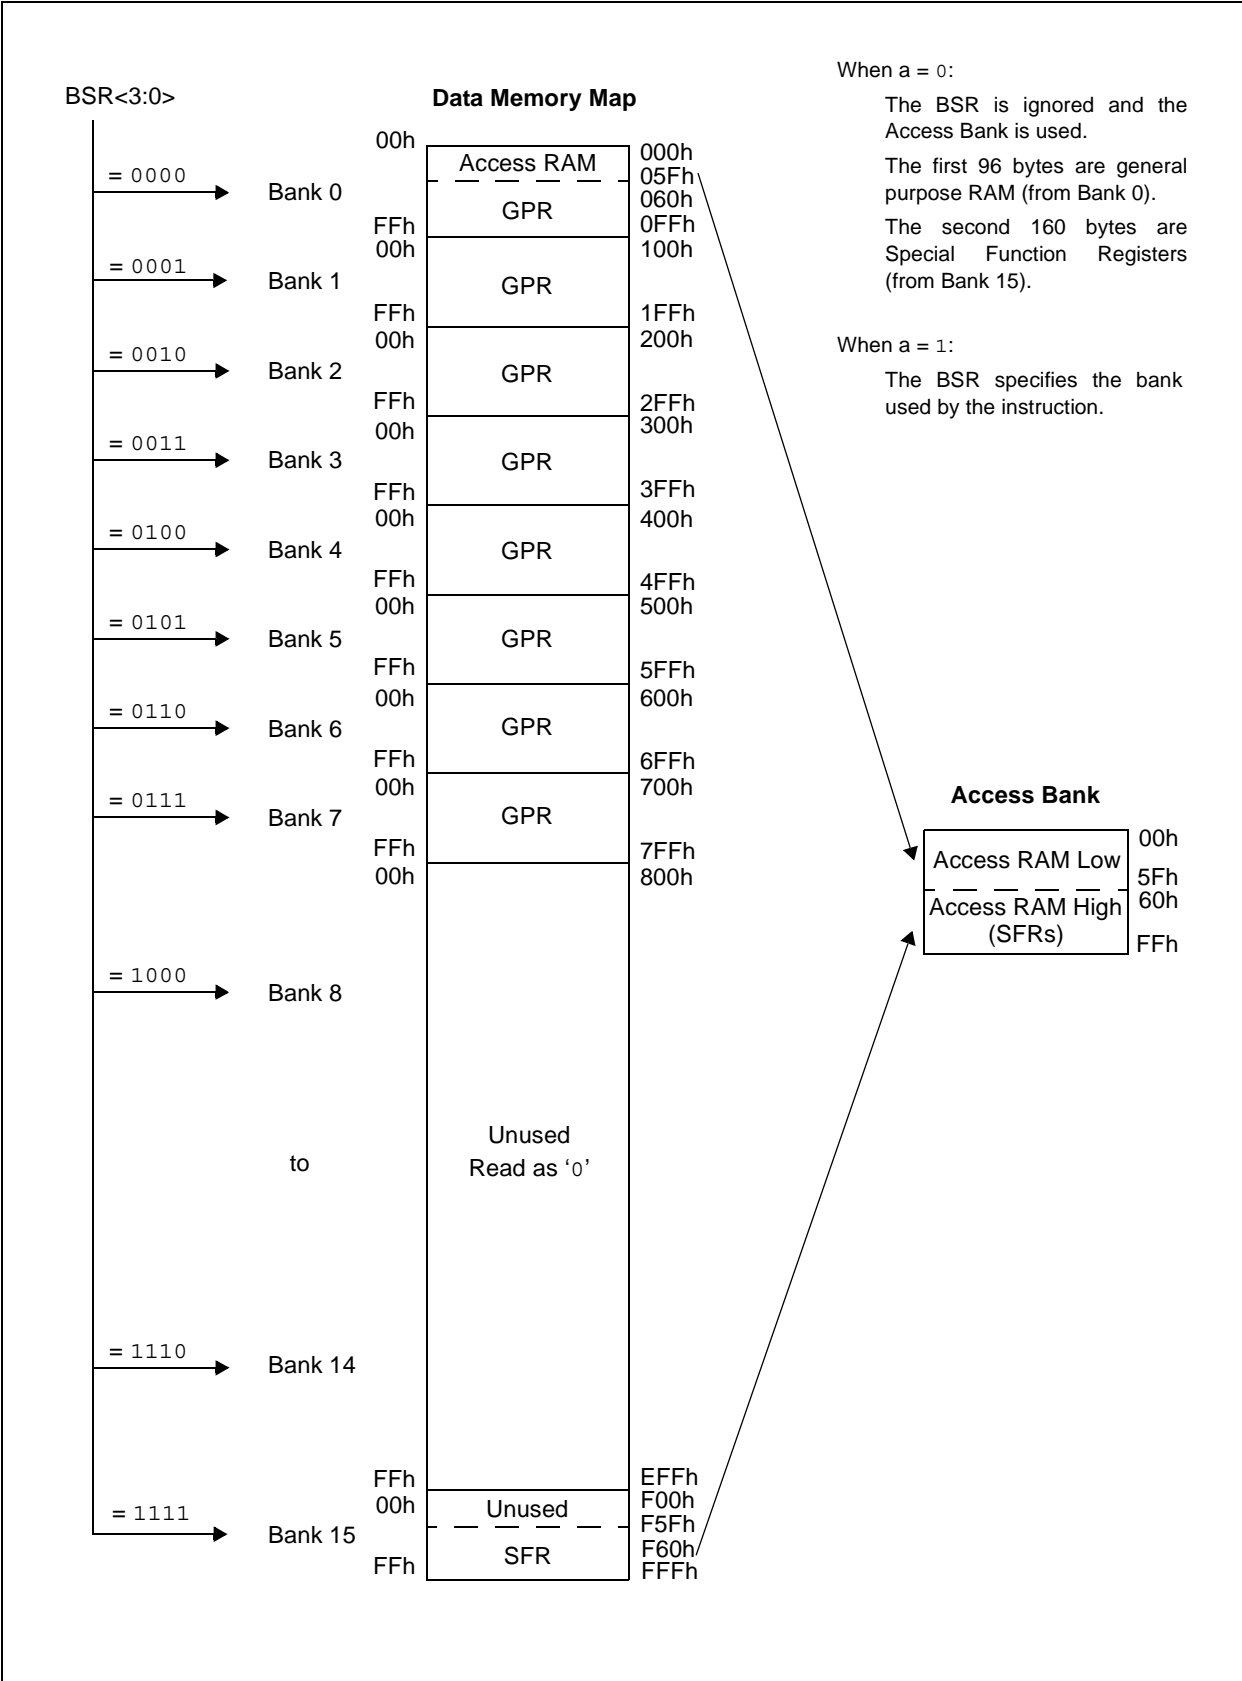 BSR<3:0>
Data Memory Map
When a = 0:
The BSR is ignored and the
Access Bank is used.
The first 96 bytes are general
purpose RAM (from Bank 0).
The second 160 bytes are
Special Function Registers
(from Bank 15).
When a = 1:
The BSR specifies the bank
used by the instruction.
= 0000
Bank 0
00h
Access RAM
000h
05Fh
060h
GPR
FFh
0FFh
= 0001
Bank 1
00h
GPR
100h
FFh
1FFh
= 0010
Bank 2
00h
GPR
200h
FFh
2FFh
= 0011
Bank 3
00h
GPR
300h
FFh
3FFh
= 0100
Bank 4
00h
GPR
400h
FFh
4FFh
= 0101
Bank 5
00h
GPR
500h
FFh
5FFh
= 0110
Bank 6
00h
GPR
600h
FFh
6FFh
= 0111
Bank 7
00h
GPR
700h
FFh
7FFh
00h
800h
= 1000
Bank 8
to
Unused
Read as ‘0’
= 1110
Bank 14
FFh
EFFh
= 1111
Bank 15
00h
Unused
F00h
F5Fh
F60h
SFR
FFh
FFFh
Access Bank
Access RAM Low
00h
5Fh
Access RAM High
(SFRs)
60h
FFh